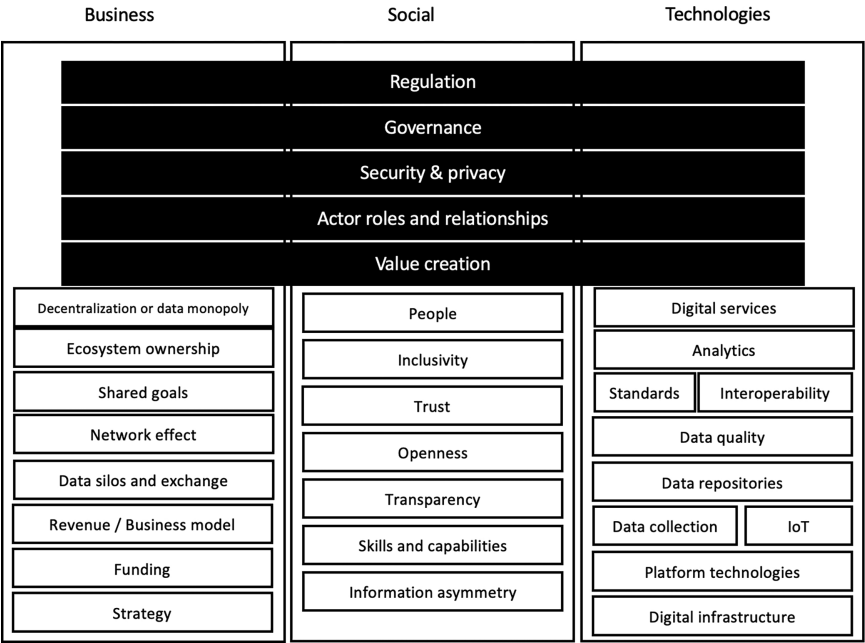 Business
Social
Technologies
Regulation
Governance
Security & privacy
Actor roles and relationships
Value creation
Decentralization or data monopoly
Ecosystem ownership
Shared goals
Network effect
Data silos and exchange
Revenue / Business model
Funding
Strategy
People
Inclusivity
Trust
Openness
Transparency
Skills and capabilities
Information asymmetry
Digital services
Analytics
Standards
Interoperability
Data quality
Data repositories
Data collection
IoT
Platform technologies
Digital infrastructure